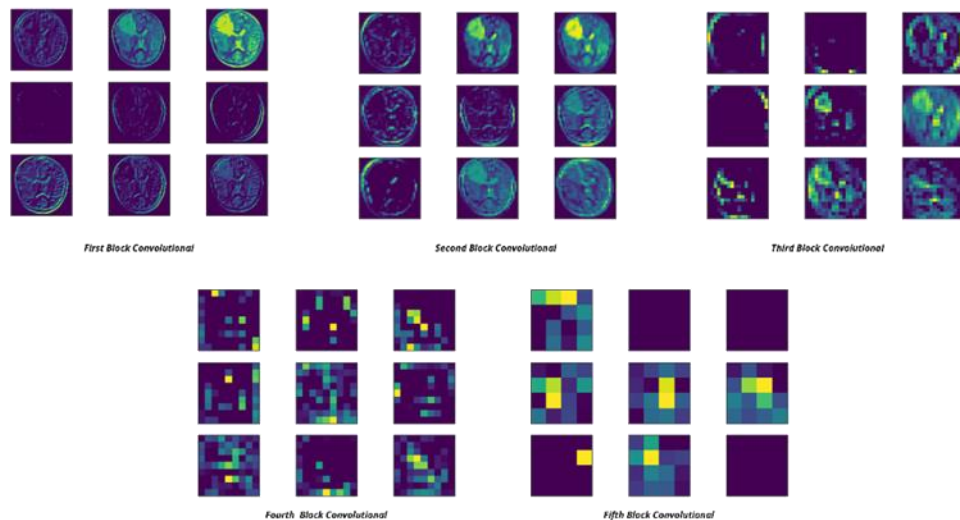 First Block Convolutional
Second Block Convolutional
Third Block Convolutional
Fourth Block Convolutional
Fifth Block Convolutional